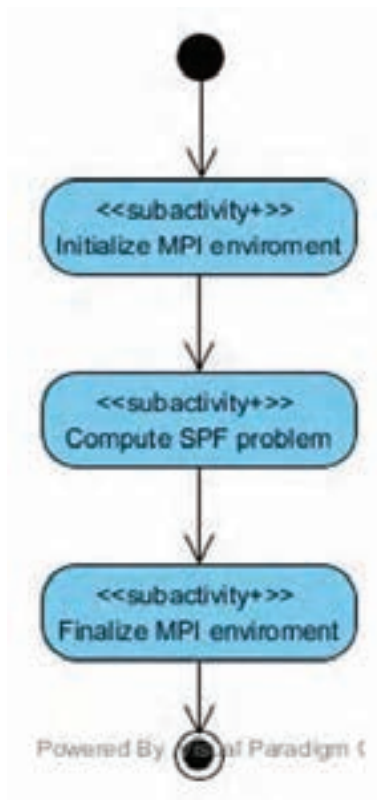 <<subactivity+>>
Initialize MPI enviroment
<<subactivity+>>
Compute SPF problem
<<subactivity+>>
Finalize MPI enviroment
Powered By Paradigm